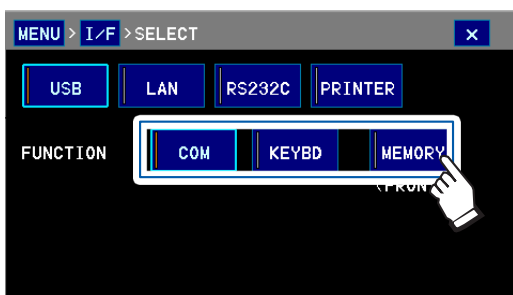 MENU > I/F > SELECT ×
USB LAN RS232C PRINTER
FUNCTION COM KEYBD MEMORY